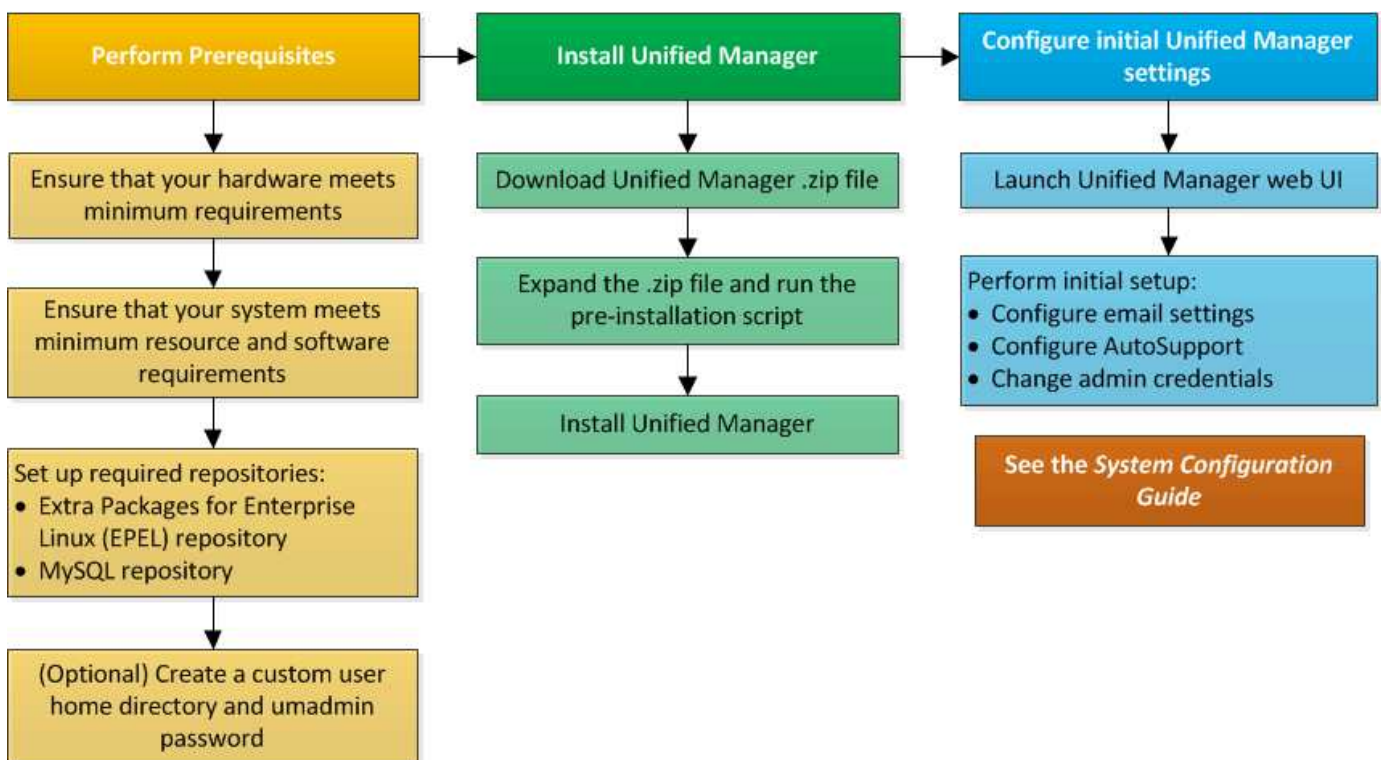 Perform Prerequisites
Ensure that your hardware meets
minimum requirements
Ensure that your system meets
minimum resource and software
requirements
Set up required repositories:
• Extra Packages for Enterprise
Linux (EPEL) repository
• MySQL repository
(Optional) Create a custom user
home directory and umadmin
password
Install Unified Manager
Download Unified Manager .zip file
Expand the .zip file and run the
pre-installation script
Install Unified Manager
Configure initial Unified Manager
settings
Launch Unified Manager web UI
Perform initial setup:
• Configure email settings
• Configure AutoSupport
• Change admin credentials
See the System Configuration
Guide